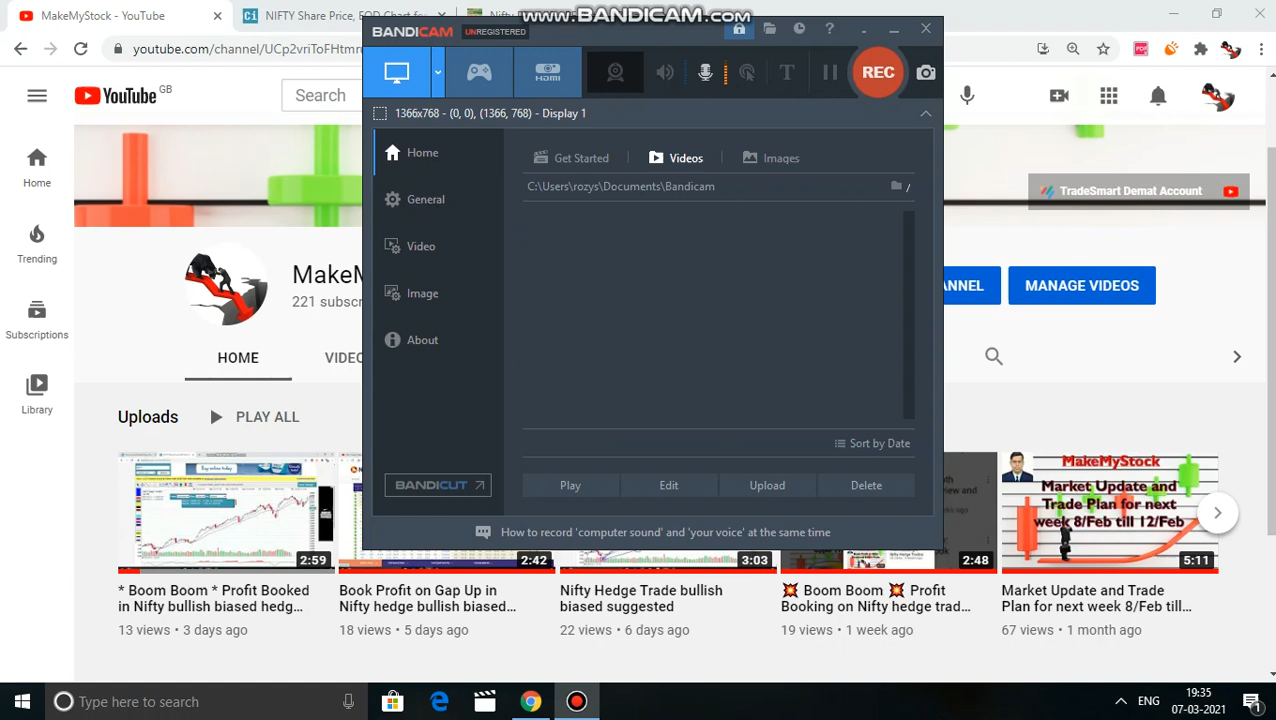 MakeMyStock - YouTube
NIFTY Share Price, EOD Chart fo
www.BANDICAM.com
youtube.com/channel/UCp2vriToFHtmr
BANDICAM UNREGISTERED
HDMI
REC
YouTube GB
Search
1366x768 - (0, 0), (1366, 768) - Display 1
Home
General
Video
Image
About
Get Started
Videos
Images
C:\Users\rozys\Documents\Bandicam
Sort by Date
BANDICUT
Play
Edit
Upload
Delete
How to record 'computer sound' and 'your voice' at the same time
Home
Trending
Subscriptions
Library
TradeSmart Demat Account
MakeM
221 subscr
ANNEL
MANAGE VIDEOS
HOME
VIDEO
Uploads
PLAY ALL
2:59
2:42
3:03
2:48
MakeMyStock
Market Update and
Trade Plan for next
week 8/Feb till 12/Feb
5:11
* Boom Boom * Profit Booked
in Nifty bullish biased hedg...
13 views • 3 days ago
Book Profit on Gap Up in
Nifty hedge bullish biased...
18 views • 5 days ago
Nifty Hedge Trade bullish
biased suggested
22 views • 6 days ago
💥 Boom Boom 💥 Profit
Booking on Nifty hedge trad...
19 views • 1 week ago
Market Update and Trade
Plan for next week 8/Feb till...
67 views • 1 month ago
Type here to search
ENG
19:35
07-03-2021